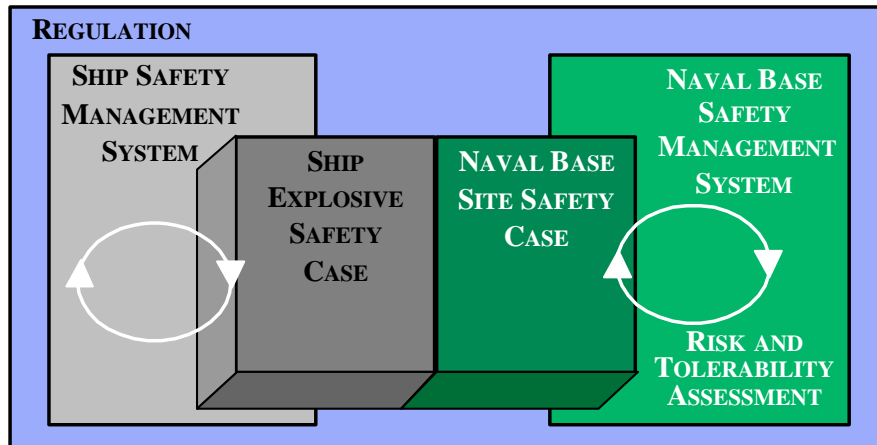 REGULATION
SHIP SAFETY
MANAGEMENT
SYSTEM
SHIP
EXPLOSIVE
SAFETY
CASE
NAVAL BASE
SITE SAFETY
CASE
NAVAL BASE
SAFETY
MANAGEMENT
SYSTEM
RISK AND
TOLERABILITY
ASSESSMENT